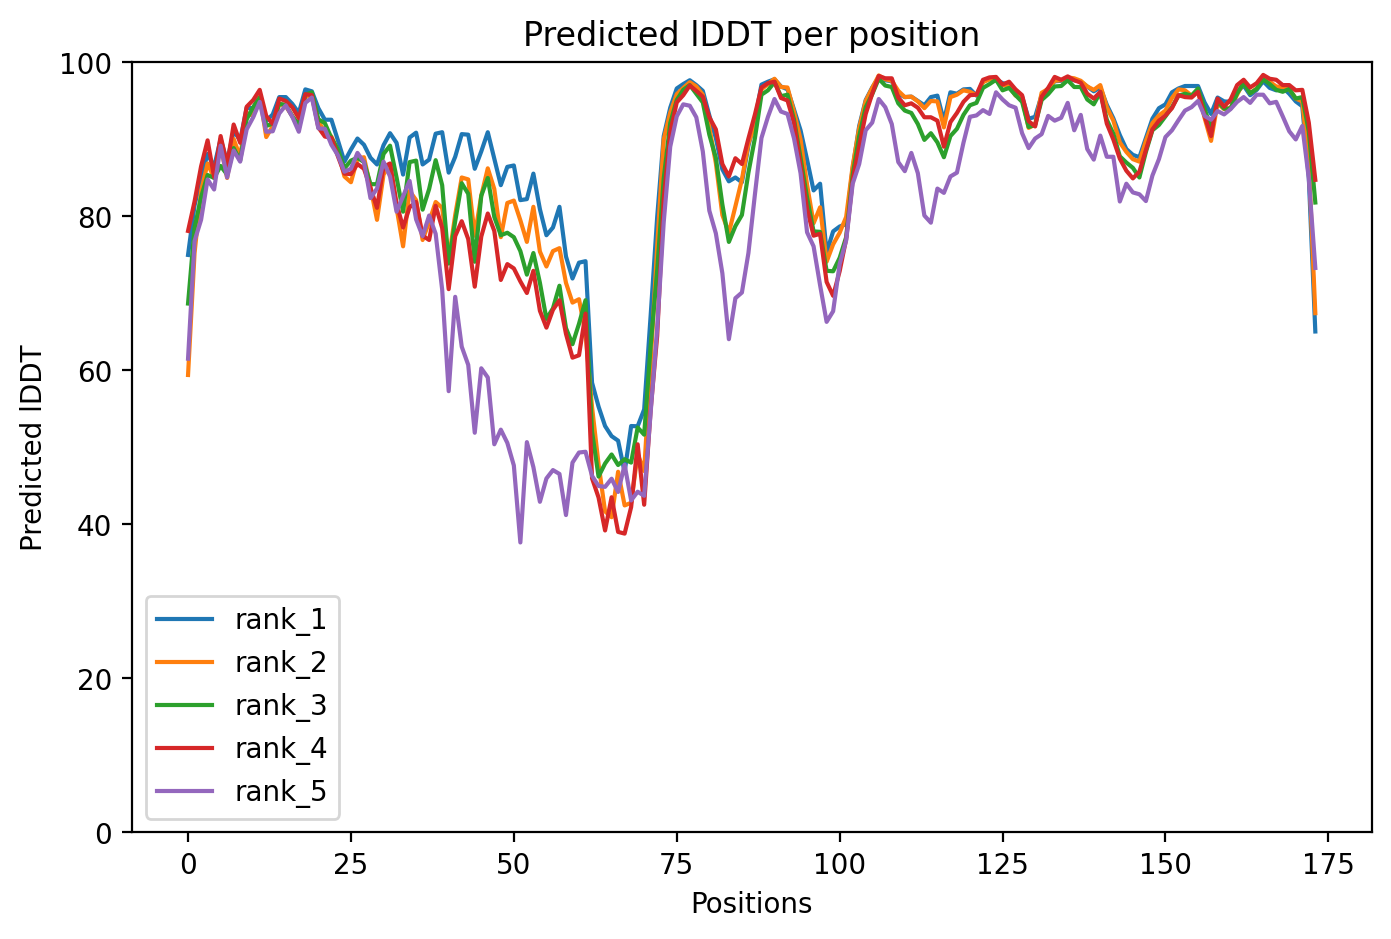 Predicted lDDT per position
100
80
60
40
20
0
Predicted lDDT
rank_1
rank_2
rank_3
rank_4
rank_5
0 25 50 75 100 125 150 175
Positions